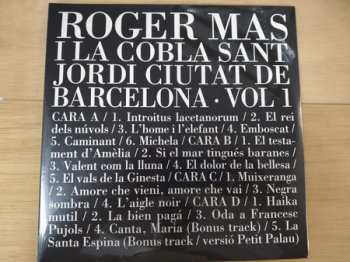 ROGER MAS
I LA COBLA SANT
JORDI CIUTAT DE
BARCELONA · VOL 1
CARA A / 1. Introitus lacetanorum / 2. El rei
dels núvols / 3. L'home i l'elefant / 4. Emboscat /
5. Caminant / 6. Michela / CARA B / 1. El testa-
ment d'Amèlia / 2. Si el mar tingués baranes /
3. Valent com la lluna / 4. El dolor de la bellesa /
5. El vals de la Ginesta / CARA C / 1. Muixeranga /
2. Amore che vieni, amore che vai / 3. Negra
sombra / 4. L'aigle noir / CARA D / 1. Haika
mutil / 2. La bien pagá / 3. Oda a Francesc
Pujols / 4. Canta, Maria (Bonus track) / 5. La
Santa Espina (Bonus track / versió Petit Palau)